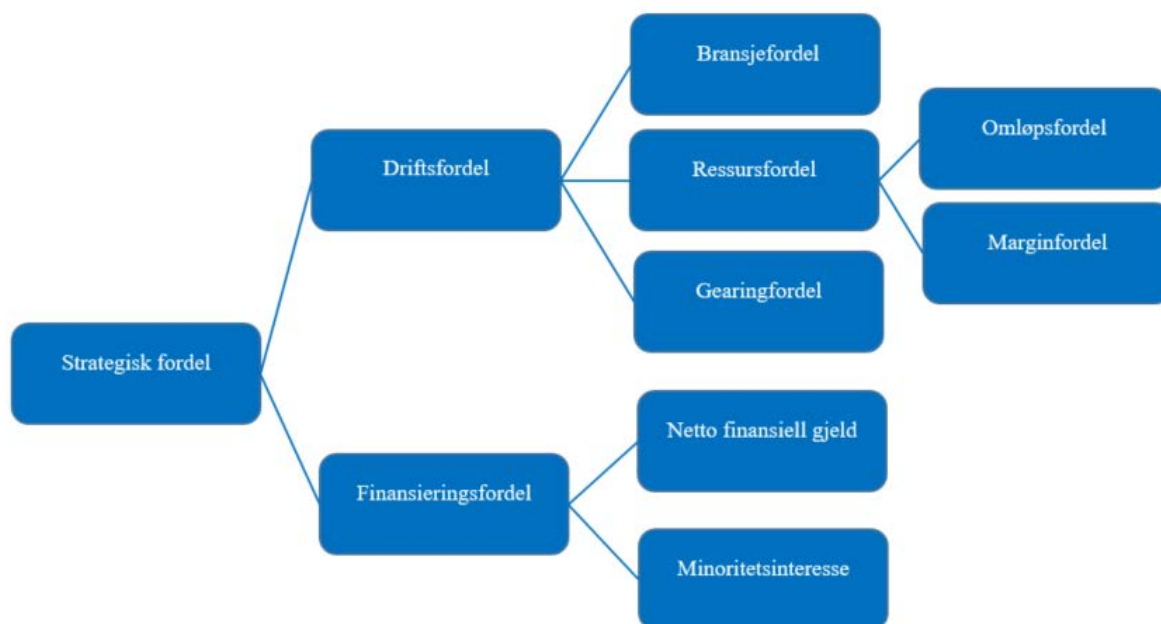 Bransjefordel
Omløpsfordel
Driftsfordel
Ressursfordel
Marginfordel
Gearingfordel
Strategisk fordel
Netto finansiell gjeld
Finansieringsfordel
Minoritetsinteresse